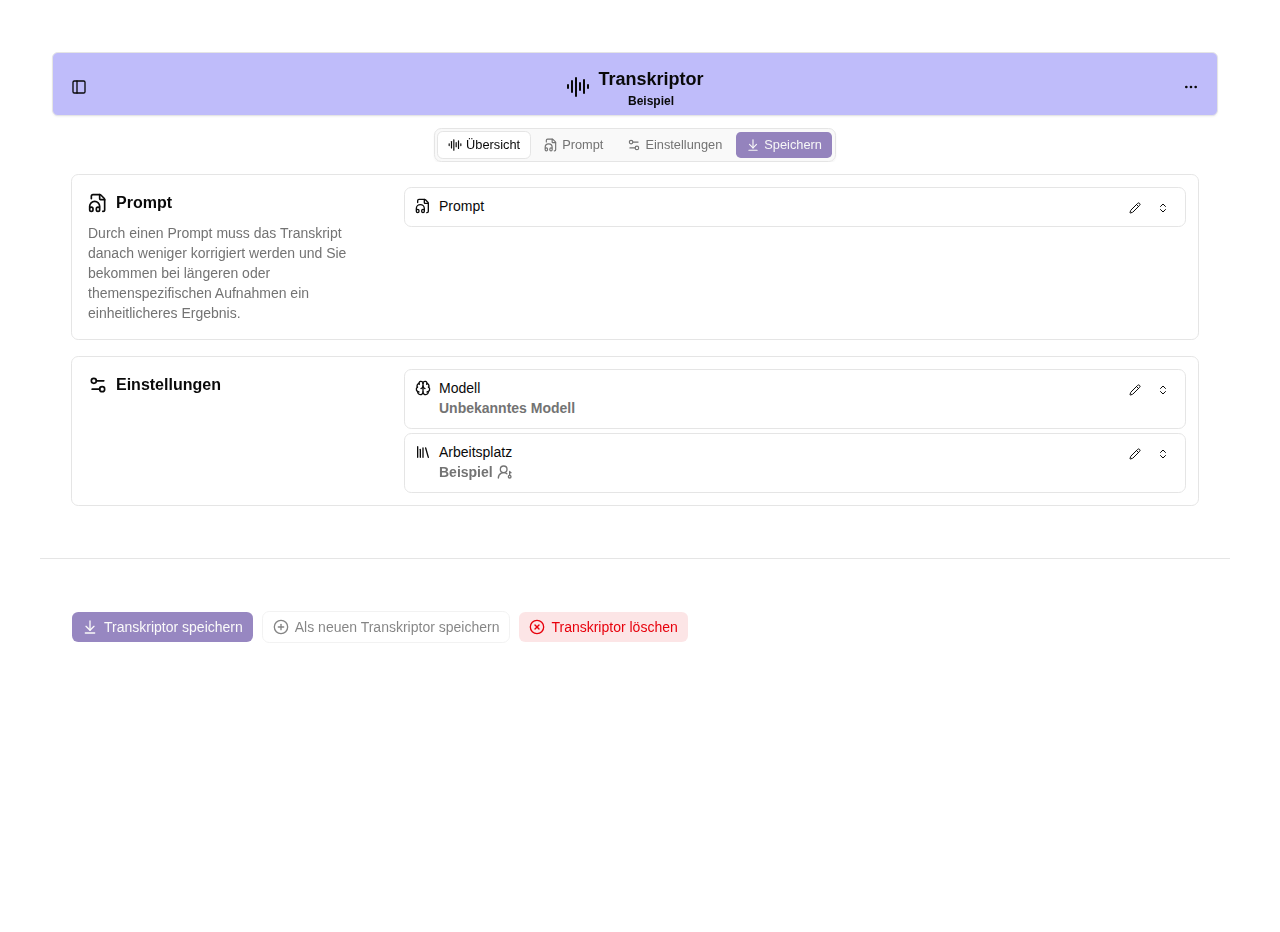 Transkriptor
Beispiel
Übersicht
Prompt
Einstellungen
Speichern
Prompt
Durch einen Prompt muss das Transkript
danach weniger korrigiert werden und Sie
bekommen bei längeren oder
themenspezifischen Aufnahmen ein
einheitlicheres Ergebnis.
Prompt
Einstellungen
Modell
Unbekanntes Modell
Arbeitsplatz
Beispiel
Transkriptor speichern
Als neuen Transkriptor speichern
Transkriptor löschen